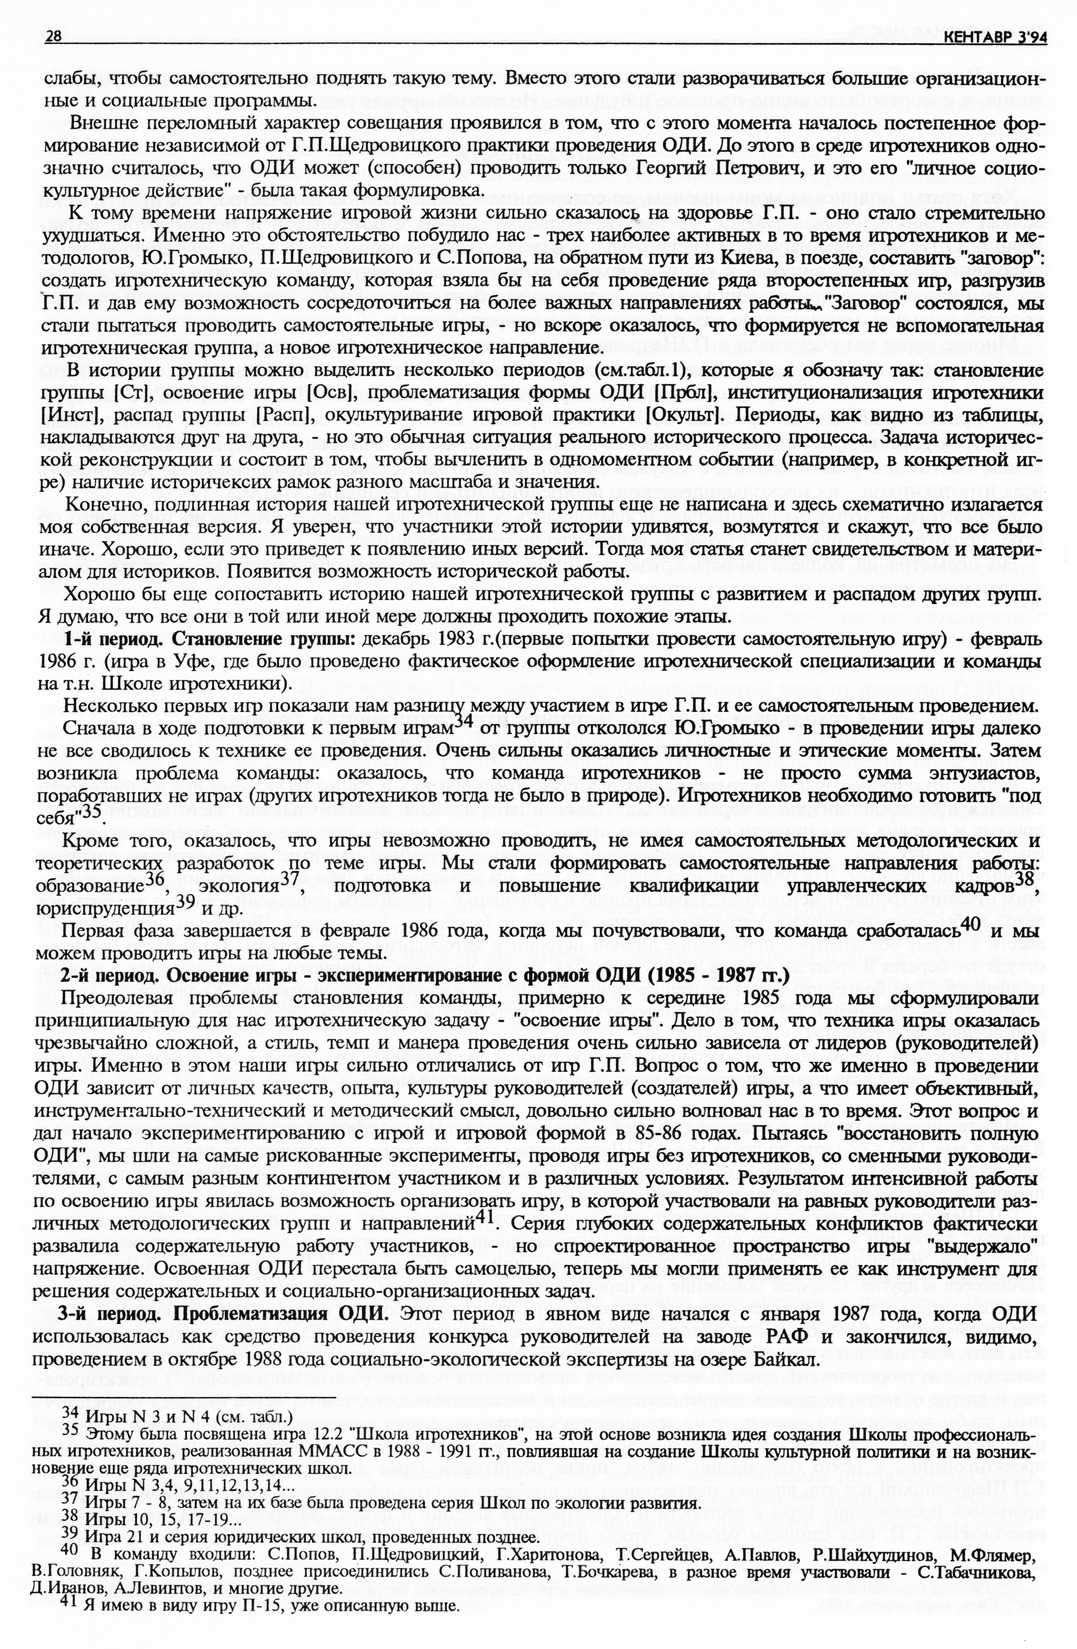 28 КЕНТАВР 3'94
слабы, чтобы самостоятельно поднять такую тему. Вместо этого стали разворачиваться большие организацион-
ные и социальные программы.
Внешне переломный характер совещания проявился в том, что с этого момента началось постепенное фор-
мирование независимой от Г.П.Щедровицкого практики проведения ОДИ. До этого в среде игротехников одно-
значно считалось, что ОДИ может (способен) проводить только Георгий Петрович, и это его "личное социо-
культурное действие" - была такая формулировка.
К тому времени напряжение игровой жизни сильно сказалось на здоровье Г.П. - оно стало стремительно
ухудшаться. Именно это обстоятельство побудило нас - трех наиболее активных в то время игротехников и ме-
тодологов, Ю.Громыко, П.Щедровицкого и С.Попова, на обратном пути из Киева, в поезде, составить "заговор":
создать игротехническую команду, которая взяла бы на себя проведение ряда второстепенных игр, разгрузив
Г.П. и дав ему возможность сосредоточиться на более важных направлениях работы. "Заговор" состоялся, мы
стали пытаться проводить самостоятельные игры, - но вскоре оказалось, что формируется не вспомогательная
игротехническая группа, а новое игротехническое направление.
В истории группы можно выделить несколько периодов (см.табл.1), которые я обозначу так: становление
группы [Ст], освоение игры [Осв], проблематизация формы ОДИ [Прбл], институционализация игротехники
[Инст], распад группы [Расп], окультуривание игровой практики [Окульт]. Периоды, как видно из таблицы,
накладываются друг на друга, - но это обычная ситуация реального исторического процесса. Задача историчес-
кой реконструкции и состоит в том, чтобы вычленить в одномоментном событии (например, в конкретной иг-
ре) наличие историчексих рамок разного масштаба и значения.
Конечно, подлинная история нашей игротехнической группы еще не написана и здесь схематично излагается
моя собственная версия. Я уверен, что участники этой истории удивятся, возмутятся и скажут, что все было
иначе. Хорошо, если это приведет к появлению иных версий. Тогда моя статья станет свидетельством и матери-
алом для историков. Появится возможность исторической работы.
Хорошо бы еще сопоставить историю нашей игротехнической группы с развитием и распадом других групп.
Я думаю, что все они в той или иной мере должны проходить похожие этапы.
1-й период. Становление группы: декабрь 1983 г.(первые попытки провести самостоятельную игру) - февраль
1986 г. (игра в Уфе, где было проведено фактическое оформление игротехнической специализации и команды
на т.н. Школе игротехники).
Несколько первых игр показали нам разницу между участием в игре Г.П. и ее самостоятельным проведением.
Сначала в ходе подготовки к первым играм34 от группы откололся Ю.Громыко - в проведении игры далеко
не все сводилось к технике ее проведения. Очень сильны оказались личностные и этические моменты. Затем
возникла проблема команды: оказалось, что команда игротехников - не просто сумма энтузиастов,
поработавших не играх (других игротехников тогда не было в природе). Игротехников необходимо готовить "под
себя"35.
Кроме того, оказалось, что игры невозможно проводить, не имея самостоятельных методологических и
теоретических разработок по теме игры. Мы стали формировать самостоятельные направления работы:
образование36, экология37, подготовка и повышение квалификации управленческих кадров38,
юриспруденция39 и др.
Первая фаза завершается в феврале 1986 года, когда мы почувствовали, что команда сработалась40 и мы
можем проводить игры на любые темы.
2-й период. Освоение игры - экспериментирование с формой ОДИ (1985 - 1987 гг.)
Преодолевая проблемы становления команды, примерно к середине 1985 года мы сформулировали
принципиальную для нас игротехническую задачу - "освоение игры". Дело в том, что техника игры оказалась
чрезвычайно сложной, а стиль, темп и манера проведения очень сильно зависела от лидеров (руководителей)
игры. Именно в этом наши игры сильно отличались от игр Г.П. Вопрос о том, что же именно в проведении
ОДИ зависит от личных качеств, опыта, культуры руководителей (создателей) игры, а что имеет объективный,
инструментально-технический и методический смысл, довольно сильно волновал нас в то время. Этот вопрос и
дал начало экспериментированию с игрой и игровой формой в 85-86 годах. Пытаясь "восстановить полную
ОДИ", мы шли на самые рискованные эксперименты, проводя игры без игротехников, со сменными руководи-
телями, с самым разным контингентом участником и в различных условиях. Результатом интенсивной работы
по освоению игры явилась возможность организовать игру, в которой участвовали на равных руководители раз-
личных методологических групп и направлений41. Серия глубоких содержательных конфликтов фактически
развалила содержательную работу участников, - но спроектированное пространство игры "выдержало"
напряжение. Освоенная ОДИ перестала быть самоцелью, теперь мы могли применять ее как инструмент для
решения содержательных и социально-организационных задач.
3-й период. Проблематизация ОДИ. Этот период в явном виде начался с января 1987 года, когда ОДИ
использовалась как средство проведения конкурса руководителей на заводе РАФ и закончился, видимо,
проведением в октябре 1988 года социально-экологической экспертизы на озере Байкал.
34 Игры N 3 и N 4 (см. табл.)
35 Этому была посвящена игра 12.2 "Школа игротехников", на этой основе возникла идея создания Школы профессиональ-
ных игротехников, реализованная ММАСС в 1988 - 1991 гг., повлиявшая на создание Школы культурной политики и на возник-
новение еще ряда игротехнических школ.
36 Игры N 3,4, 9,11,12,13,14...
37 Игры 7 - 8, затем на их базе была проведена серия Школ по экологии развития.
38 Игры 10, 15, 17-19...
39 Игра 21 и серия юридических школ, проведенных позднее.
40 В команду входили: С.Попов, П.Щедровицкий, Г.Харитонова, Т.Сергейцев, А.Павлов, Р.Шайхутдинов, М.Флямер,
В.Головняк, Г.Копылов, позднее присоединились С.Поливанова, Т.Бочкарева, в разное время участвовали - С.Табачникова,
Д.Иванов, А.Левинтов, и многие другие.
41 Я имею в виду игру П-15, уже описанную выше.